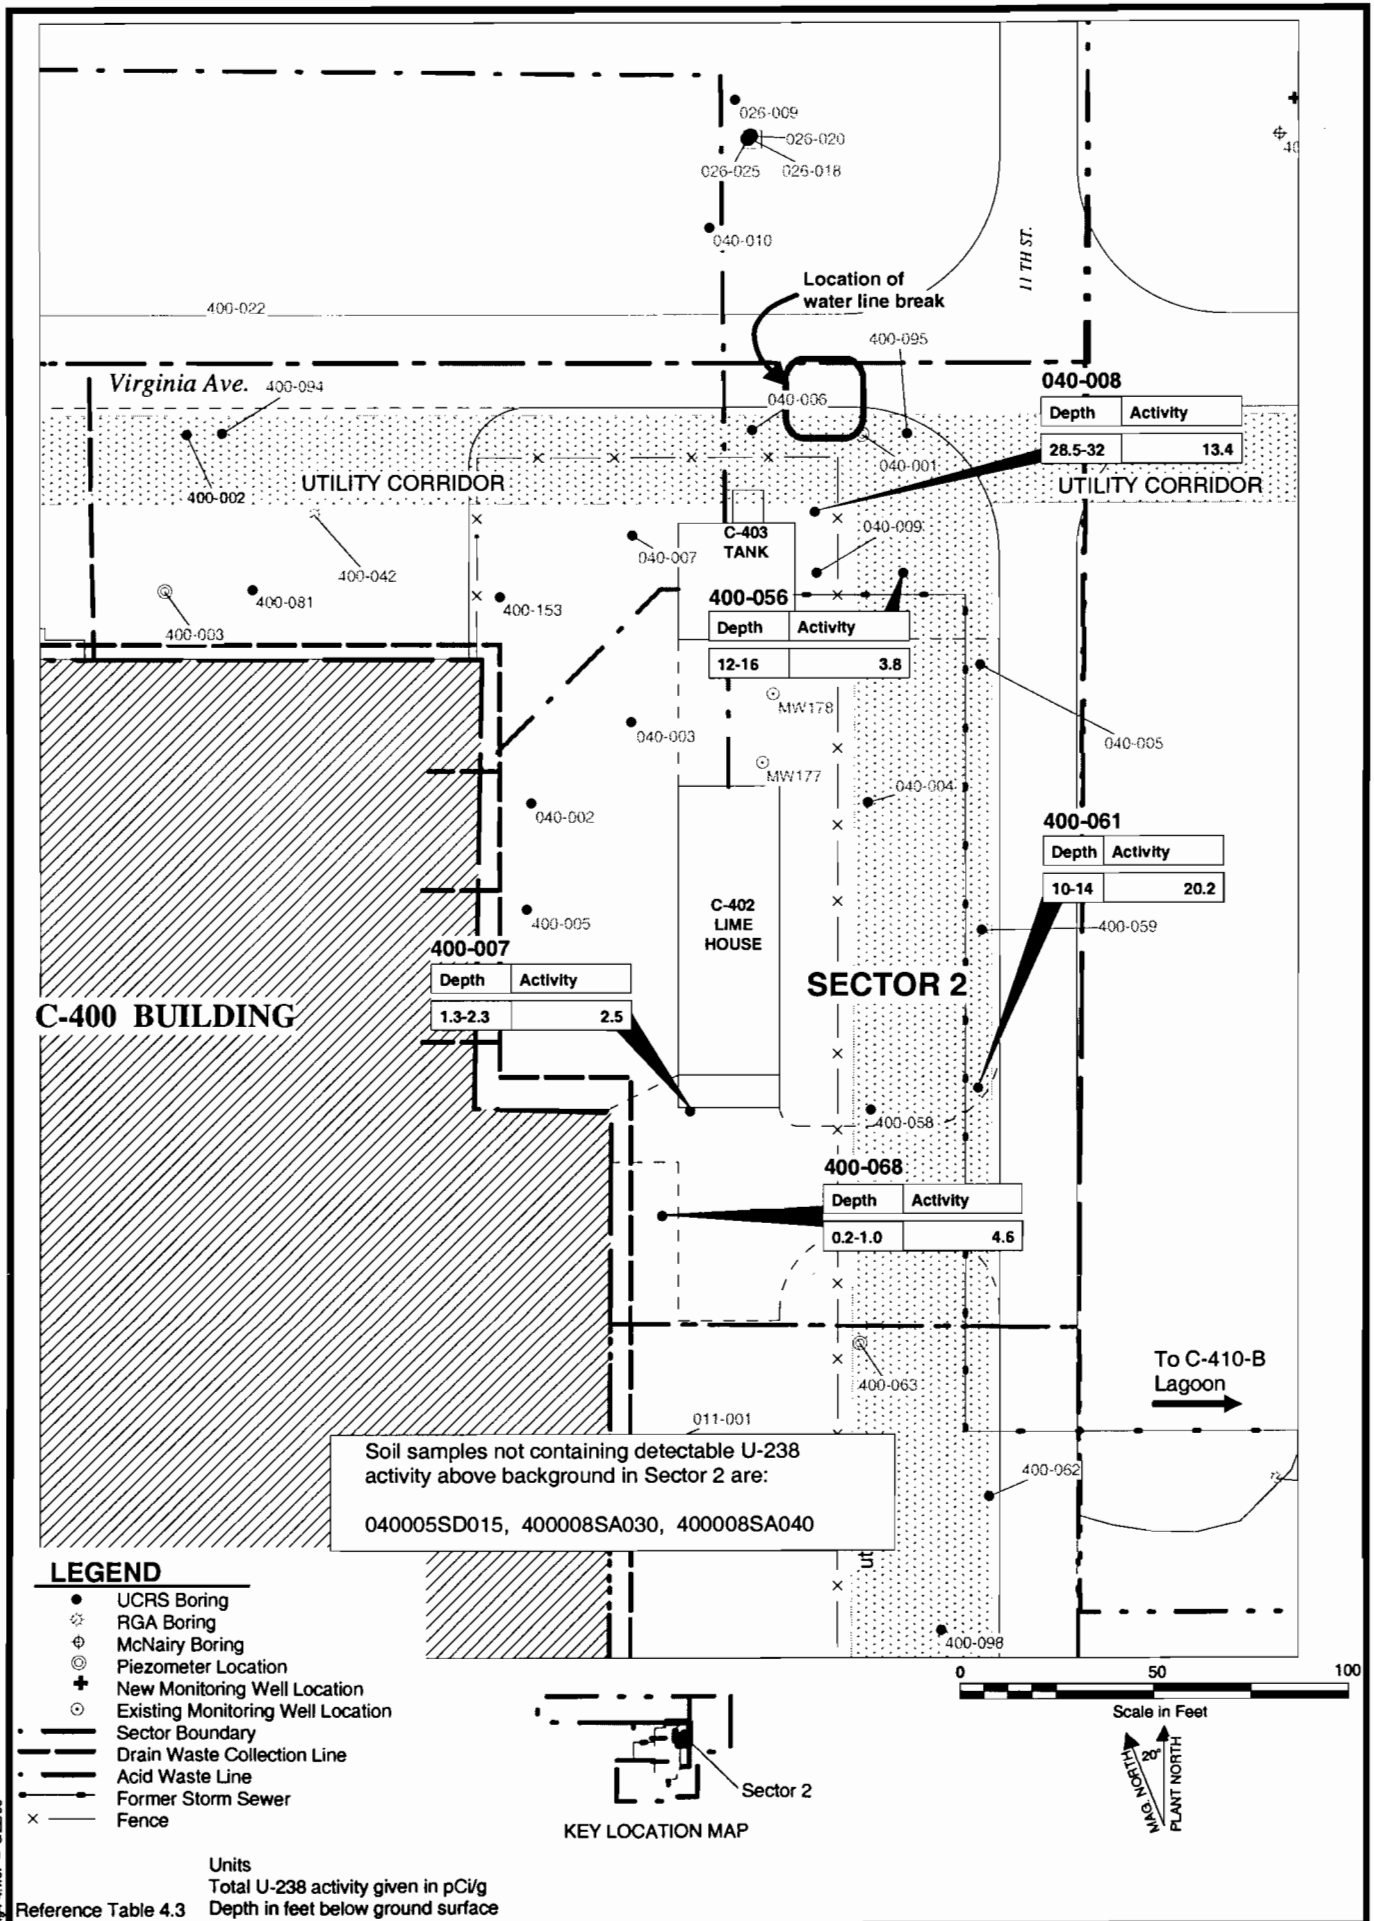 026-009
026-020
026-025
026-018
040-010
11 TH ST.
Location of
water line break
400-022
400-095
Virginia Ave.
400-094
040-006
040-008
Depth Activity
28.5-32 13.4
040-001
400-002
UTILITY CORRIDOR
UTILITY CORRIDOR
C-403
TANK
040-009
040-007
400-042
400-081
400-153
400-003
400-056
Depth Activity
12-16 3.8
MW178
040-003
040-005
MW177
040-004
040-002
400-061
Depth Activity
10-14 20.2
C-402
LIME
HOUSE
400-005
400-059
400-007
Depth Activity
1.3-2.3 2.5
SECTOR 2
C-400 BUILDING
400-058
400-068
Depth Activity
0.2-1.0 4.6
To C-410-B
Lagoon
400-063
011-001
Soil samples not containing detectable U-238
activity above background in Sector 2 are:
040005SD015, 400008SA030, 400008SA040
400-062
ut
400-098
LEGEND
UCRS Boring
RGA Boring
McNairy Boring
Piezometer Location
New Monitoring Well Location
Existing Monitoring Well Location
Sector Boundary
Drain Waste Collection Line
Acid Waste Line
Former Storm Sewer
Fence
0 50 100
Scale in Feet
MAG. NORTH
20°
PLANT NORTH
Sector 2
KEY LOCATION MAP
Units
Total U-238 activity given in pCi/g
Reference Table 4.3 Depth in feet below ground surface